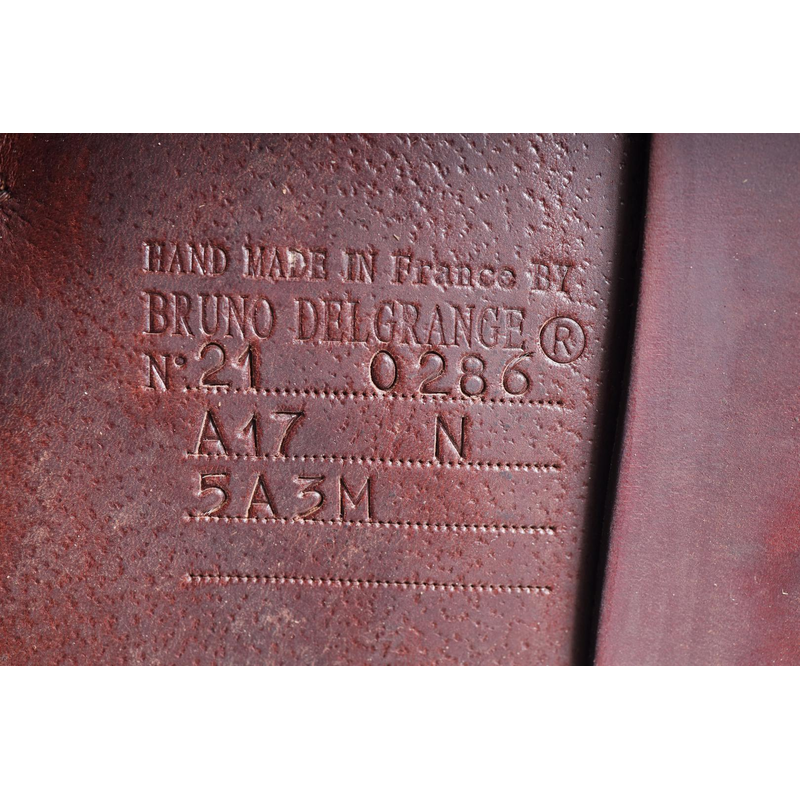 HAND MADE IN France BY
BRUNO DELGRANGE ®
N° 21 0286
A17 N
5A3M